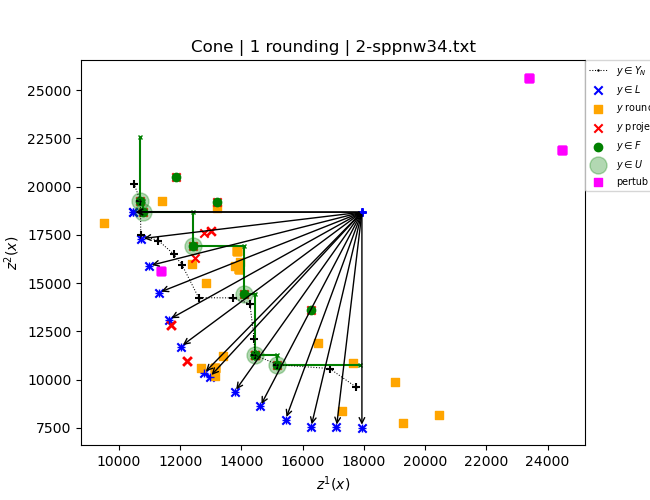 Cone | 1 rounding | 2-sppnw34.txt
z²(x)
25000
22500
20000
17500
15000
12500
10000
7500
10000 12000 14000 16000 18000 20000 22000 24000
z¹(x)
y ∈ Y_N
y ∈ L
y roun
y proje
y ∈ F
y ∈ U
pertub